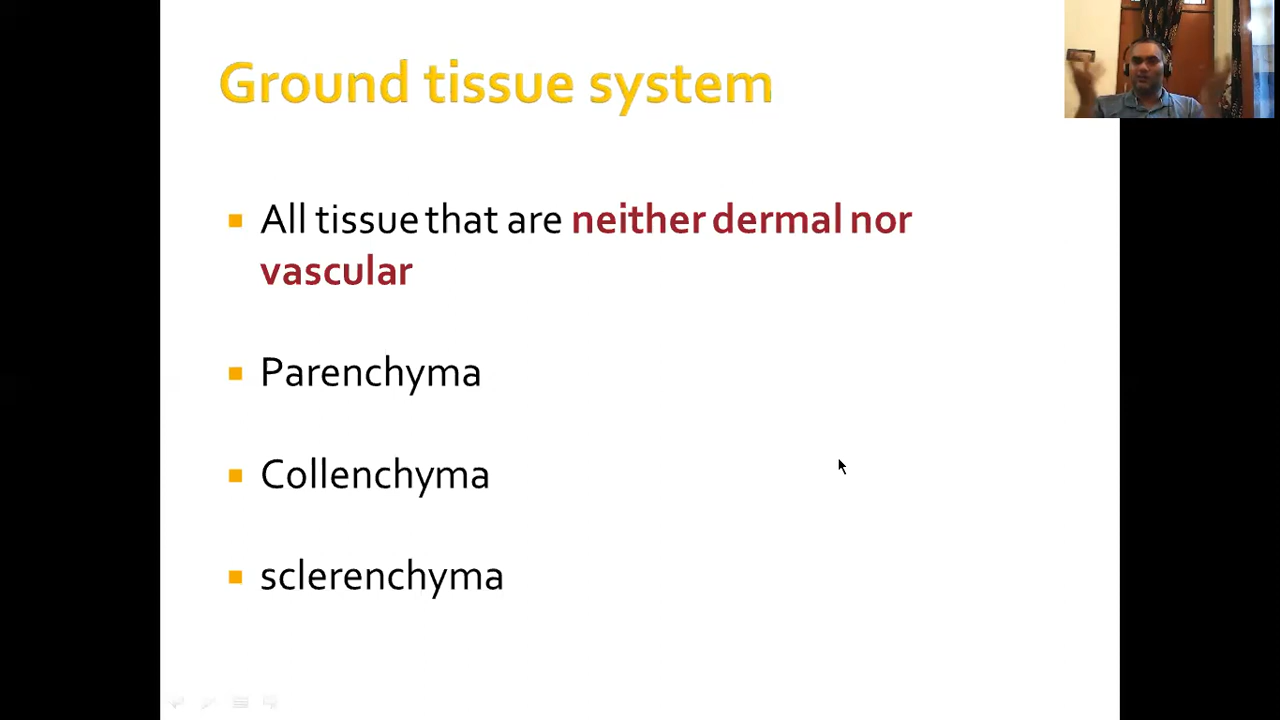 Ground tissue system
All tissue that are neither dermal nor
vascular
Parenchyma
Collenchyma
sclerenchyma